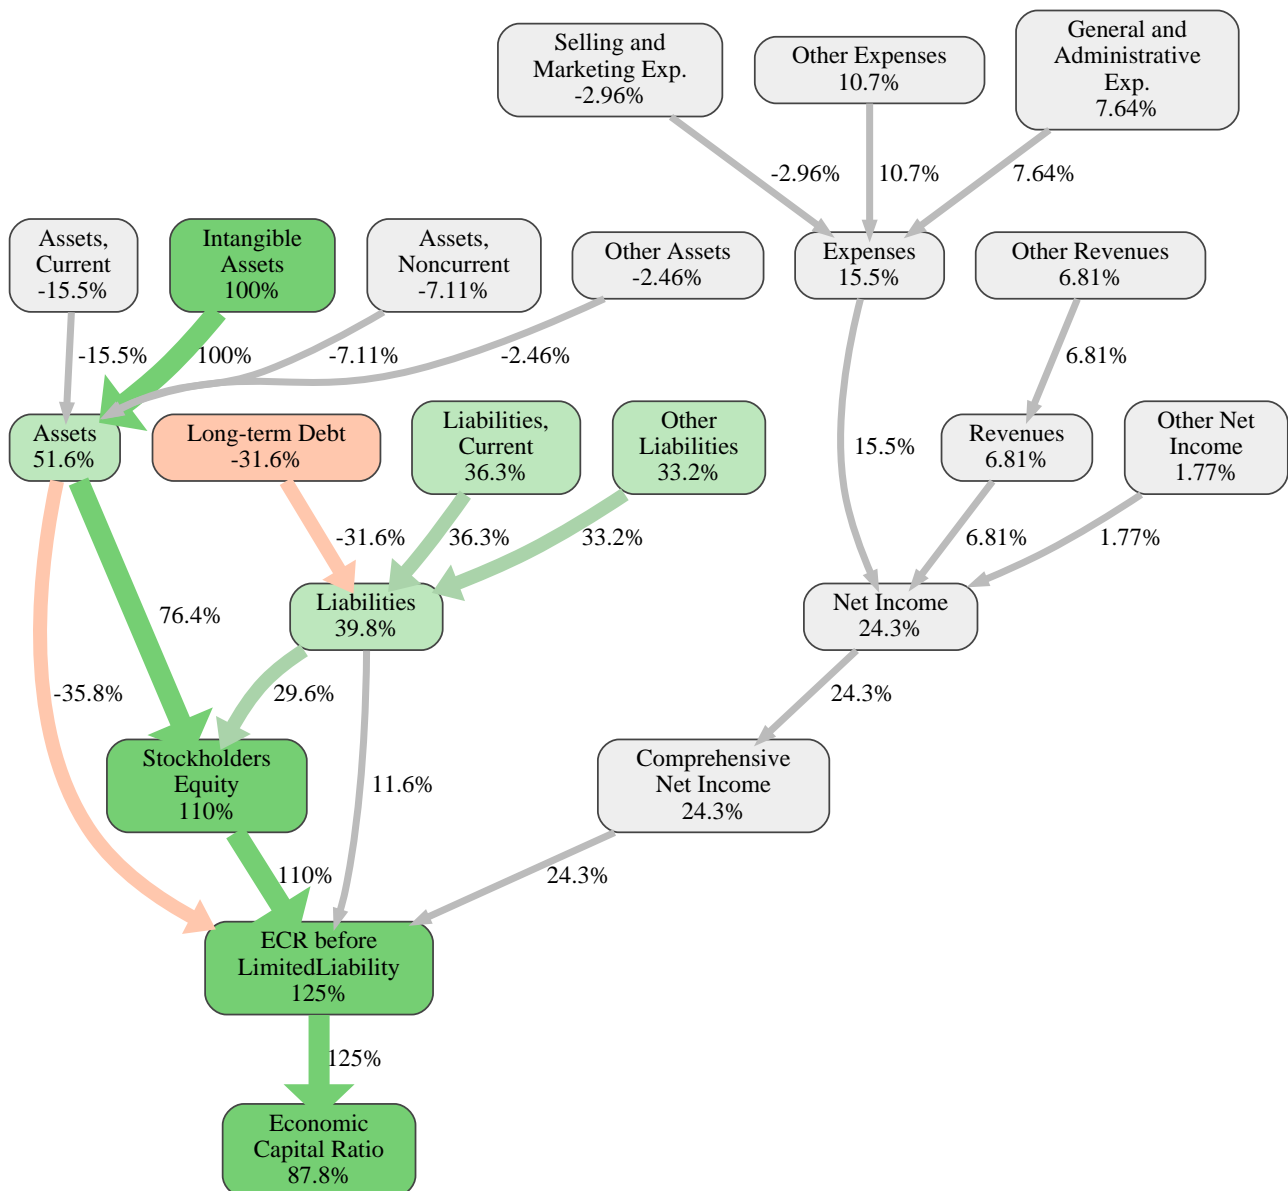 Selling and
Marketing Exp.
-2.96%
Other Expenses
10.7%
General and
Administrative
Exp.
7.64%
-2.96%
10.7%
7.64%
Assets,
Current
-15.5%
Intangible
Assets
100%
Assets,
Noncurrent
-7.11%
Other Assets
-2.46%
Expenses
15.5%
Other Revenues
6.81%
-15.5%
100%
-7.11%
-2.46%
6.81%
Assets
51.6%
Long-term Debt
-31.6%
Liabilities,
Current
36.3%
Other
Liabilities
33.2%
15.5%
Revenues
6.81%
Other Net
Income
1.77%
-31.6%
36.3%
33.2%
6.81%
1.77%
76.4%
Liabilities
39.8%
Net Income
24.3%
-35.8%
29.6%
24.3%
Stockholders
Equity
110%
11.6%
Comprehensive
Net Income
24.3%
110%
24.3%
ECR before
LimitedLiability
125%
125%
Economic
Capital Ratio
87.8%